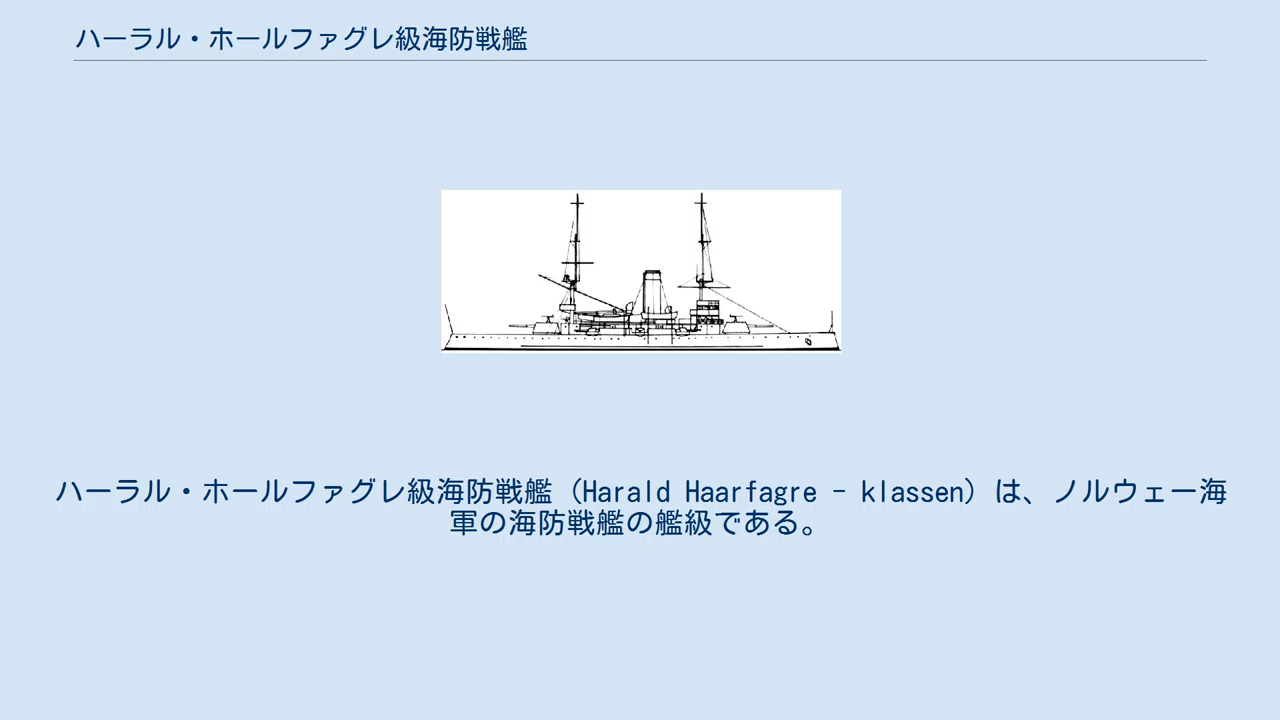 ハーラル・ホールファグレ級海防戦艦
ハーラル・ホールファグレ級海防戦艦（Harald Haarfagre - klassen）は、ノルウェー海
軍の海防戦艦の艦級である。